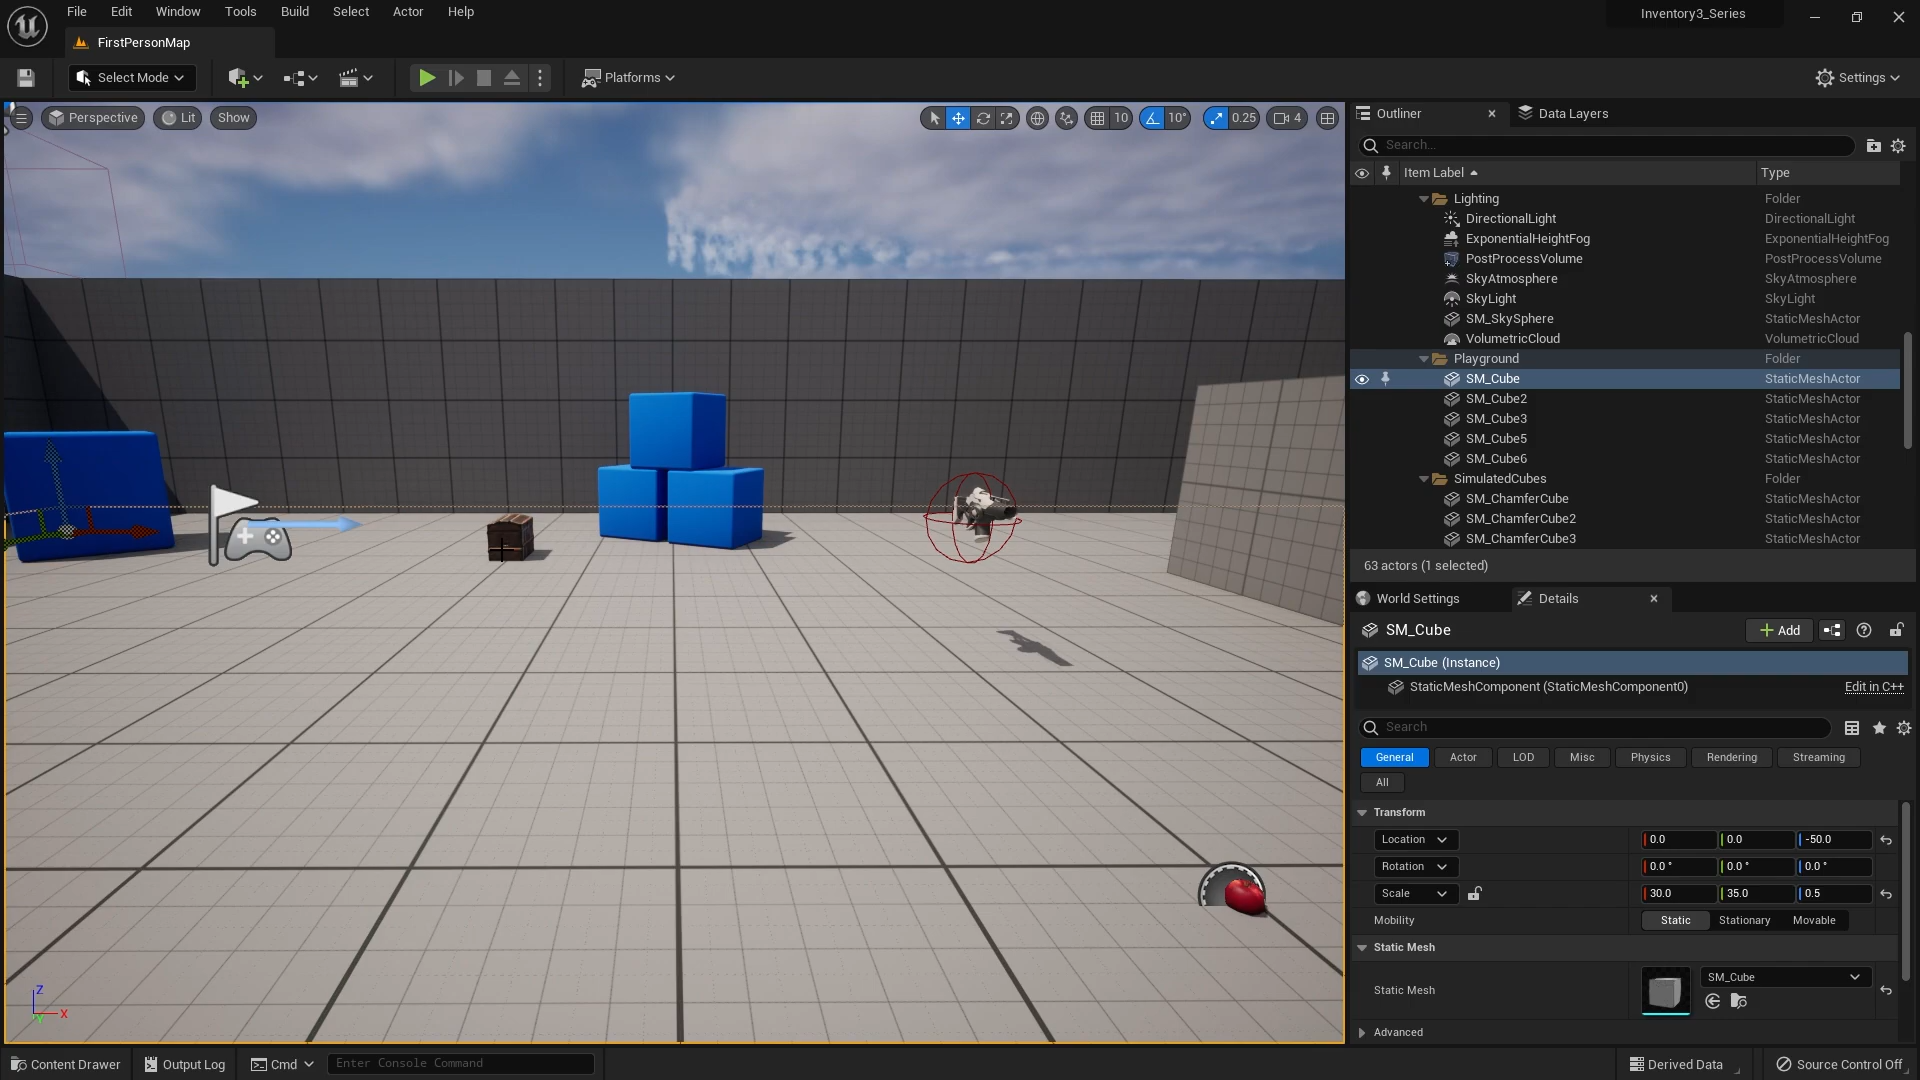 File Edit Window Tools Build Select Actor Help
Inventory3_Series
FirstPersonMap
Select Mode
Platforms
Settings
Perspective Lit Show
10 10° 0.25 4
Outliner
Data Layers
Search...
Item Label Type
Lighting Folder
DirectionalLight DirectionalLight
ExponentialHeightFog ExponentialHeightFog
PostProcessVolume PostProcessVolume
SkyAtmosphere SkyAtmosphere
SkyLight SkyLight
SM_SkySphere StaticMeshActor
VolumetricCloud VolumetricCloud
Playground Folder
SM_Cube StaticMeshActor
SM_Cube2 StaticMeshActor
SM_Cube3 StaticMeshActor
SM_Cube5 StaticMeshActor
SM_Cube6 StaticMeshActor
SimulatedCubes Folder
SM_ChamferCube StaticMeshActor
SM_ChamferCube2 StaticMeshActor
SM_ChamferCube3 StaticMeshActor
63 actors (1 selected)
World Settings
Details
SM_Cube
Add
SM_Cube (Instance)
StaticMeshComponent (StaticMeshComponent0) Edit in C++
Search
General Actor LOD Misc Physics Rendering Streaming
All
Transform
Location 0.0 0.0 -50.0
Rotation 0.0 ° 0.0 ° 0.0 °
Scale 30.0 35.0 0.5
Mobility Static Stationary Movable
Static Mesh
SM_Cube
Static Mesh
Advanced
Z
Y X
Content Drawer Output Log Cmd Enter Console Command
Derived Data Source Control Off